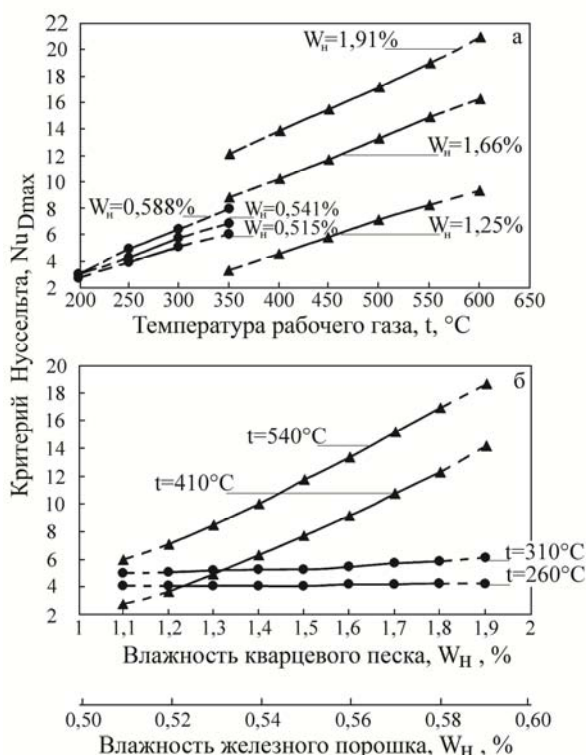 Критерий Нуссельта, Nu Dmax
22
20
18
16
14
12
10
8
6
4
2
а
Wн=1,91%
Wн=1,66%
Wн=0,588%
Wн=0,541%
Wн=0,515%
Wн=1,25%
200 250 300 350 400 450 500 550 600 650
Температура рабочего газа, t, °C
20
18
16
14
12
10
8
6
4
2
б
t=540°C
t=410°C
t=310°C
t=260°C
1 1,1 1,2 1,3 1,4 1,5 1,6 1,7 1,8 1,9 2
Влажность кварцевого песка, WН , %
0,50 0,52 0,54 0,56 0,58 0,60
Влажность железного порошка, WН , %